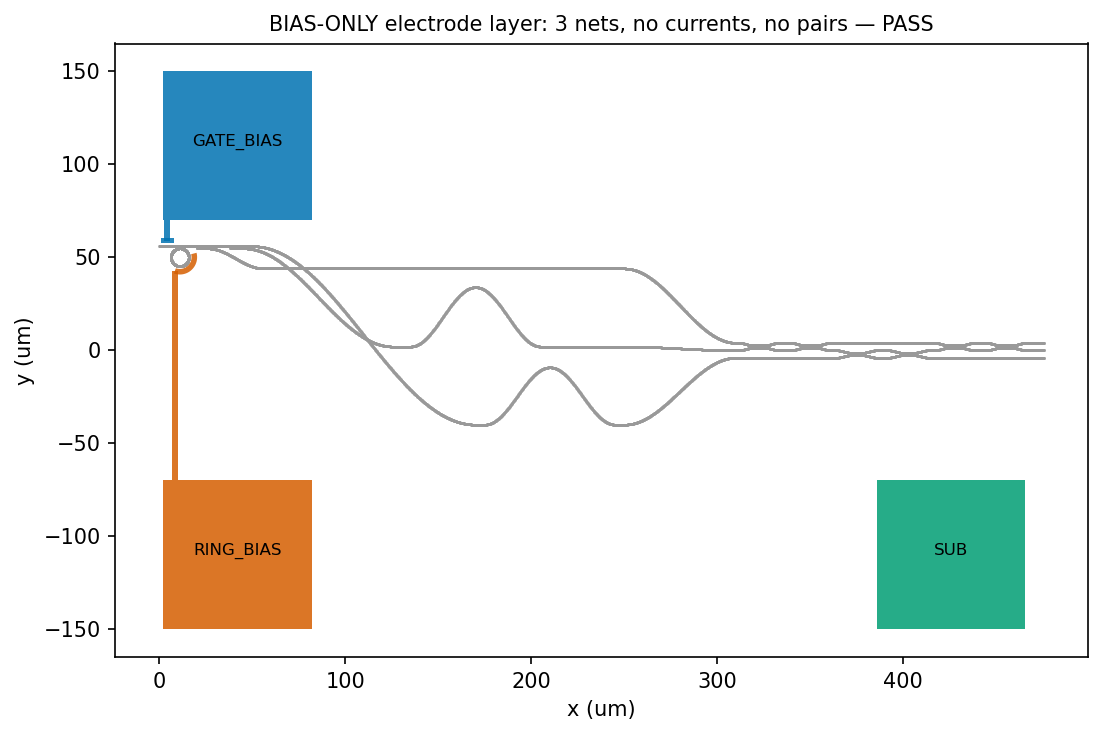 BIAS-ONLY electrode layer: 3 nets, no currents, no pairs — PASS
150
100
50
0
−50
−100
−150
y (um)
GATE_BIAS
RING_BIAS
SUB
0
100
200
300
400
x (um)